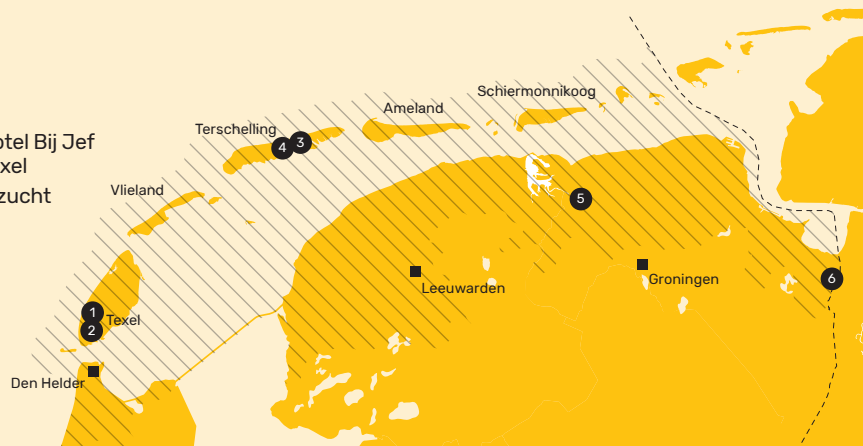 otel Bij Jef
xel
zucht
Schiermonnikoog
Ameland
Terschelling
4 3
Vlieland
5
Leeuwarden
Groningen
6
1
2
Texel
Den Helder